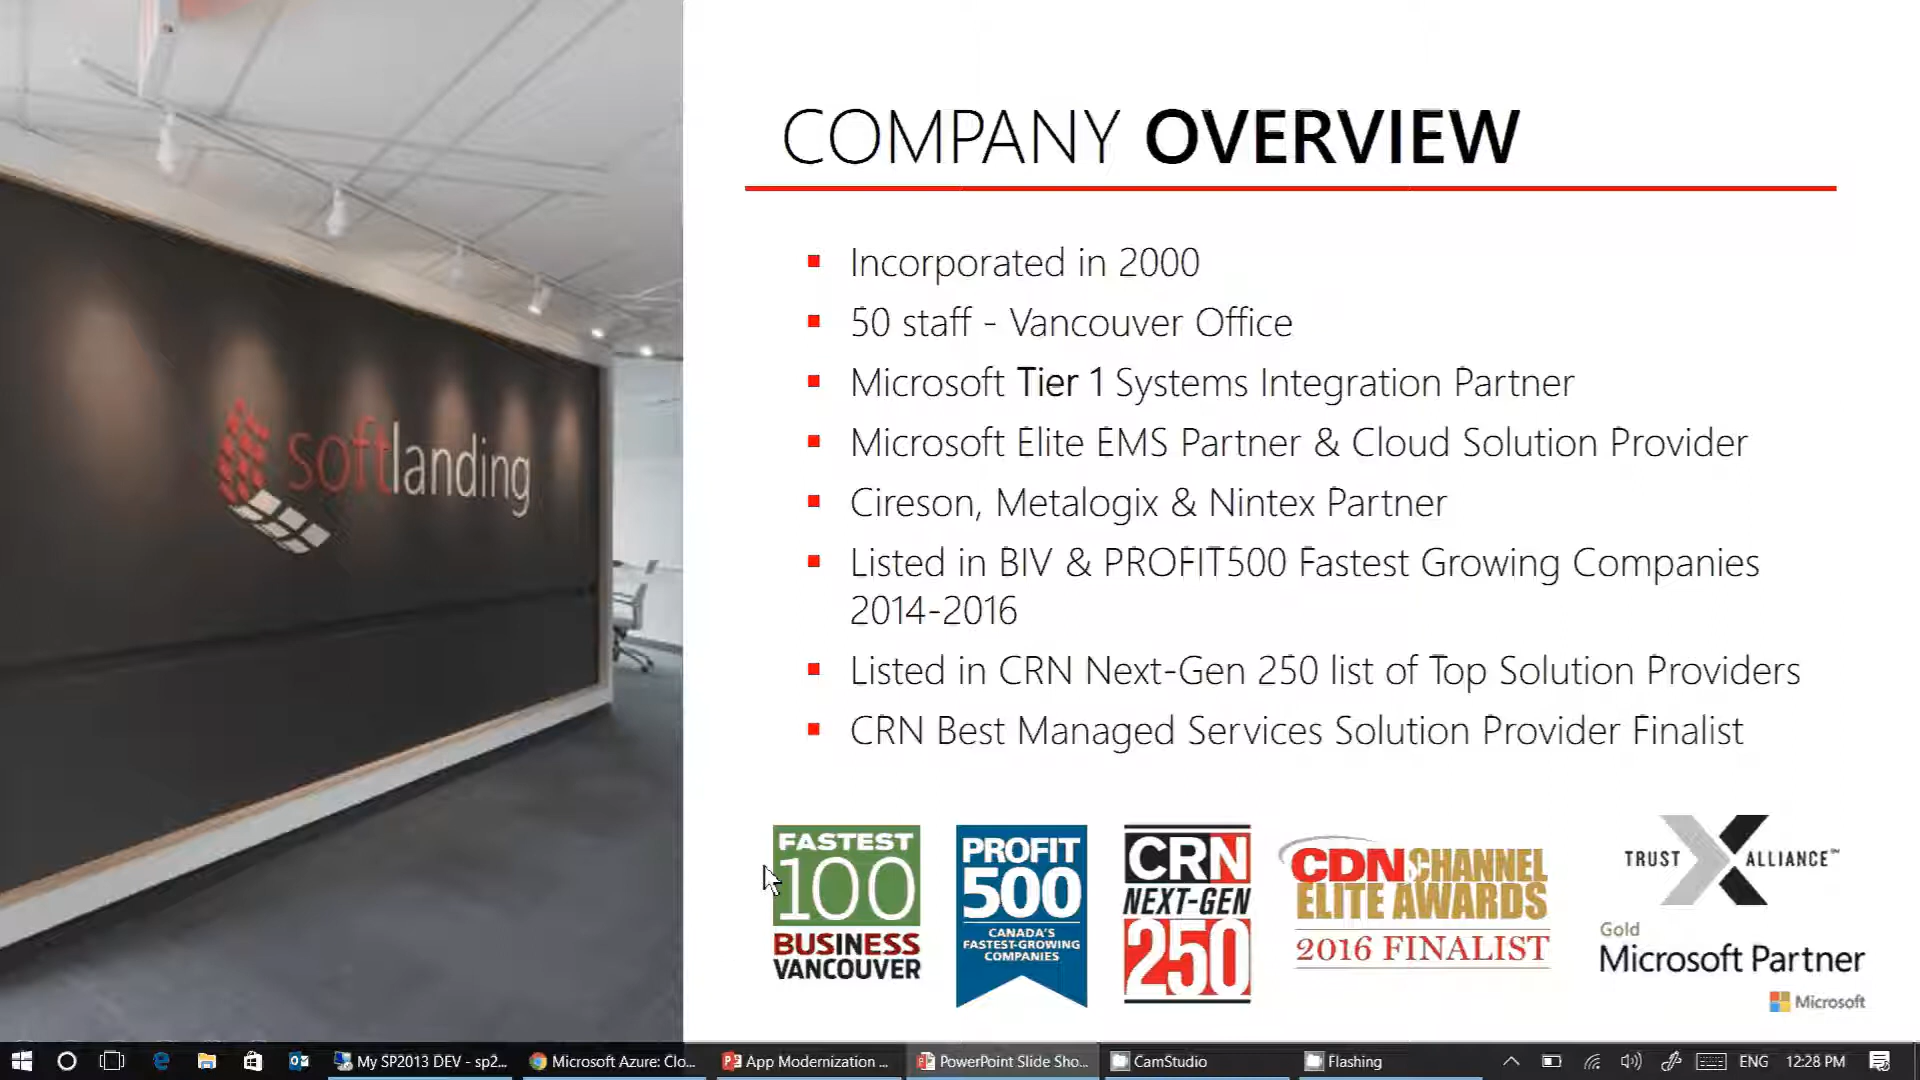 softlanding
COMPANY OVERVIEW
Incorporated in 2000
50 staff - Vancouver Office
Microsoft Tier 1 Systems Integration Partner
Microsoft Elite EMS Partner & Cloud Solution Provider
Cireson, Metalogix & Nintex Partner
Listed in BIV & PROFIT500 Fastest Growing Companies
2014-2016
Listed in CRN Next-Gen 250 list of Top Solution Providers
CRN Best Managed Services Solution Provider Finalist
FASTEST
100
BUSINESS
VANCOUVER
PROFIT
500
CANADA'S
FASTEST-GROWING
COMPANIES
CRN
NEXT-GEN
250
CDN CHANNEL
ELITE AWARDS
2016 FINALIST
TRUST X ALLIANCE™
Gold
Microsoft Partner
Microsoft
My SP2013 DEV - sp2... Microsoft Azure: Clo... App Modernization ... PowerPoint Slide Sho... CamStudio Flashing ENG 12:28 PM